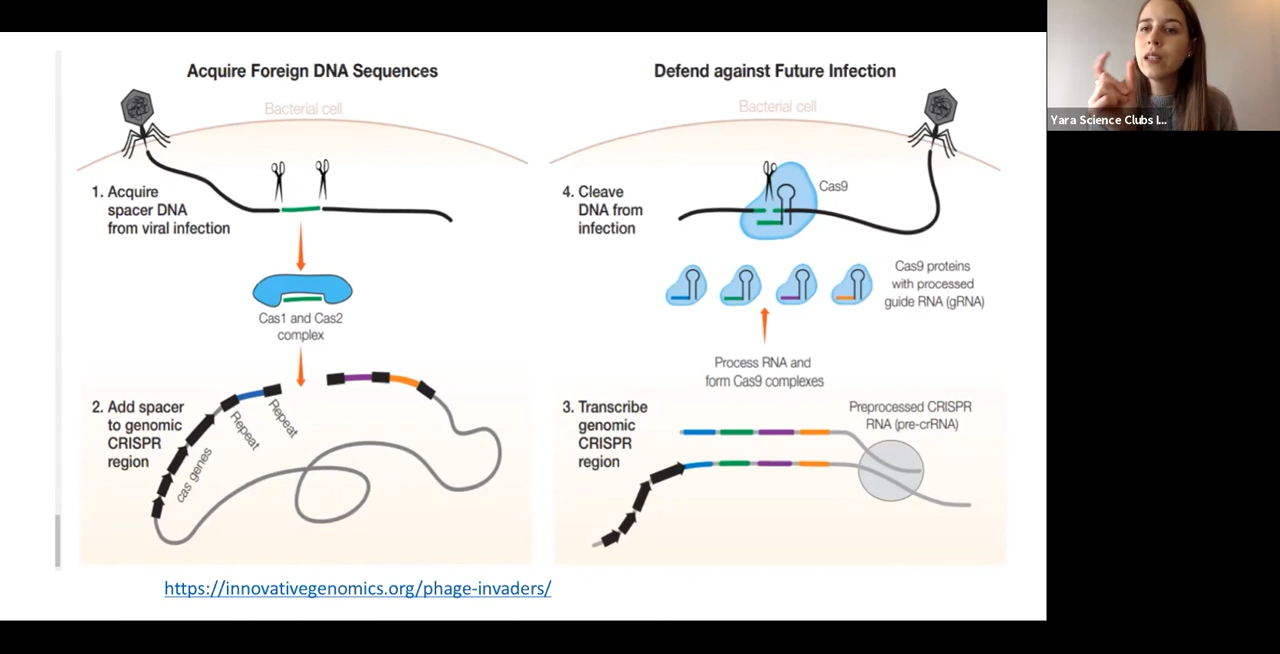 Acquire Foreign DNA Sequences
Bacterial cell
1. Acquire
spacer DNA
from viral infection
Cas1 and Cas2
complex
2. Add spacer
to genomic
CRISPR
region
cas genes
Repeat
Repeat
Defend against Future Infection
Bacterial cell
4. Cleave
DNA from
infection
Cas9
Cas9 proteins
with processed
guide RNA (gRNA)
Process RNA and
form Cas9 complexes
3. Transcribe
genomic
CRISPR
region
Preprocessed CRISPR
RNA (pre-crRNA)
https://innovativegenomics.org/phage-invaders/
Yara Science Clubs I...